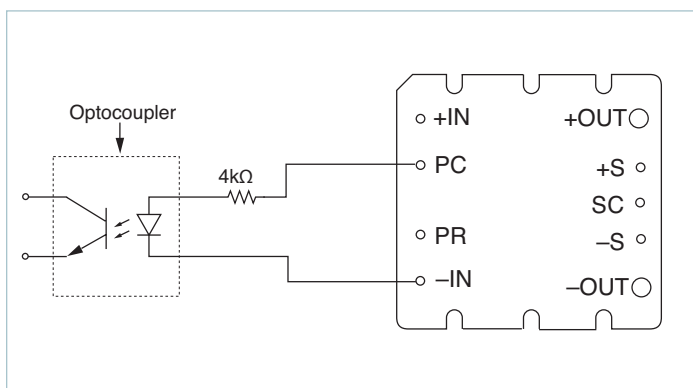 Optocoupler
4kΩ
+IN
PC
PR
–IN
+OUT
+S
SC
–S
–OUT